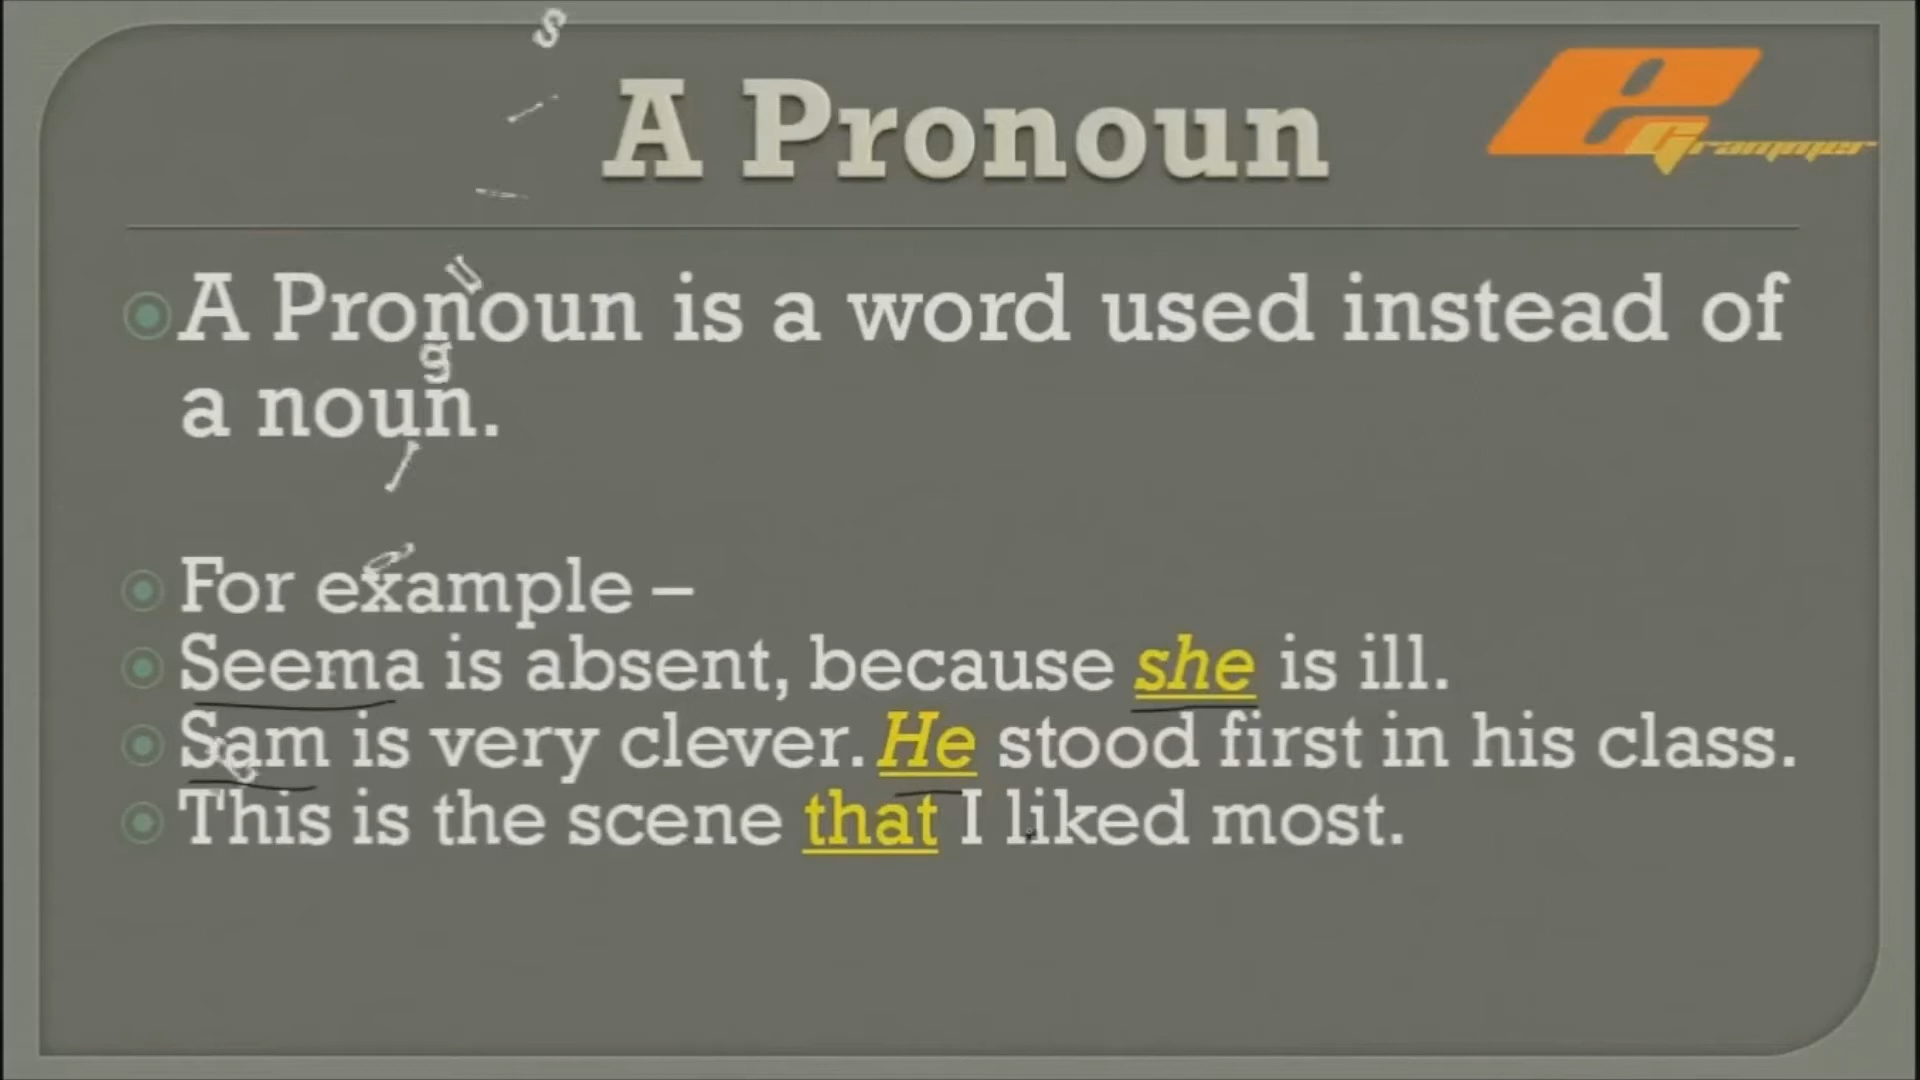 A Pronoun
e Grammer
A Pronoun is a word used instead of
a noun.
For example –
Seema is absent, because she is ill.
Sam is very clever. He stood first in his class.
This is the scene that I liked most.